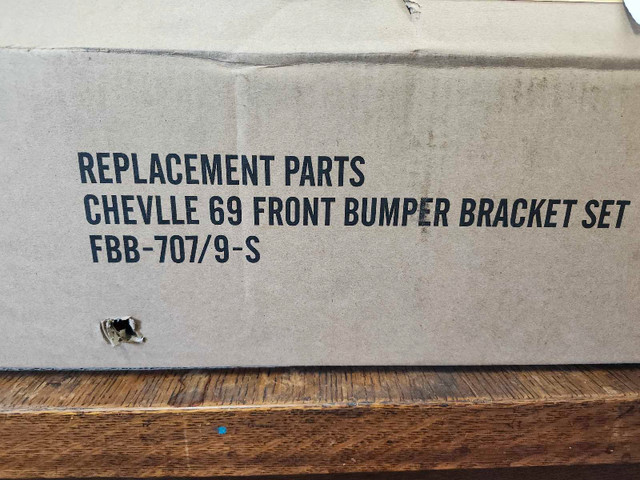 REPLACEMENT PARTS
CHEVLLE 69 FRONT BUMPER BRACKET SET
FBB-707/9-S